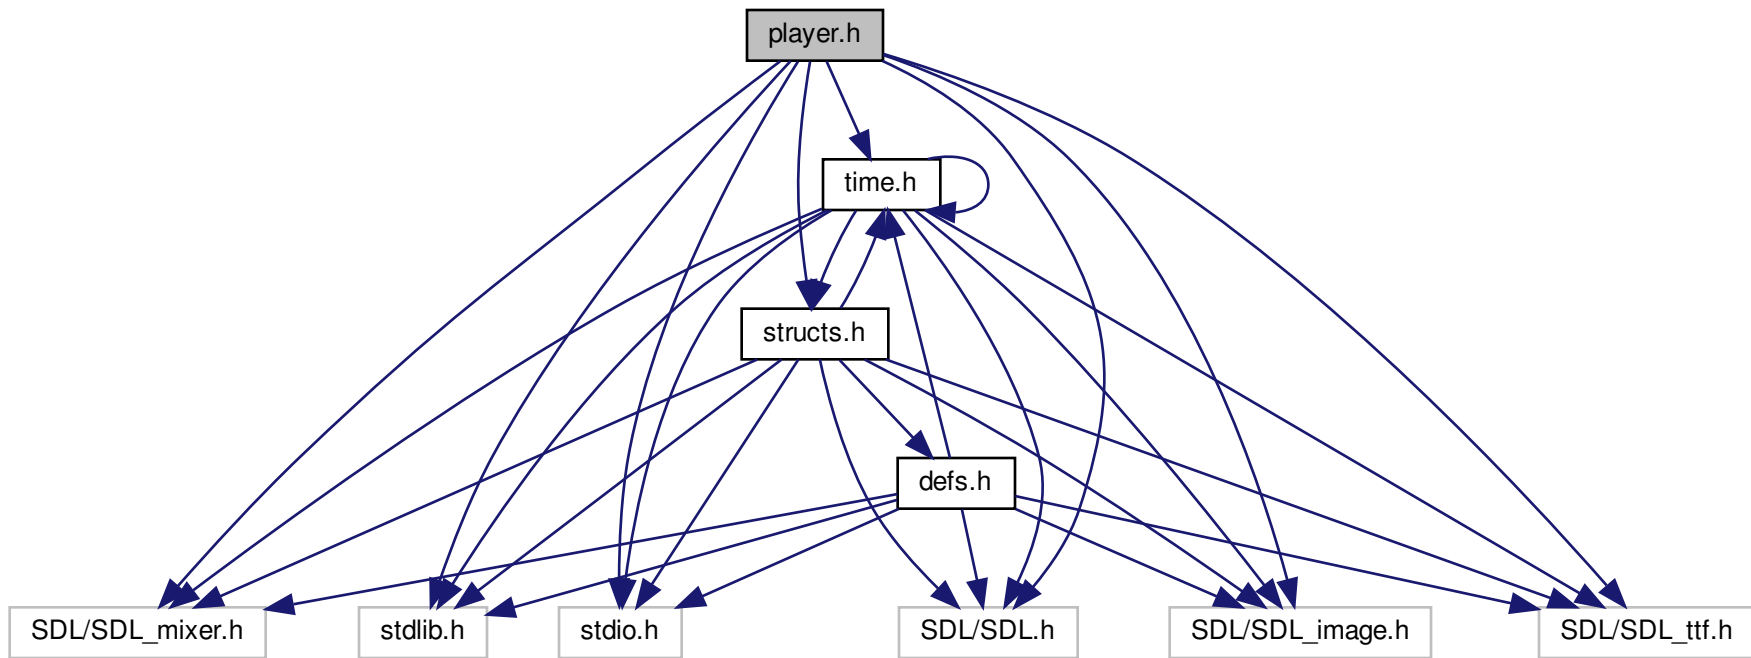 player.h
time.h
structs.h
defs.h
SDL/SDL_mixer.h
stdlib.h
stdio.h
SDL/SDL.h
SDL/SDL_image.h
SDL/SDL_ttf.h